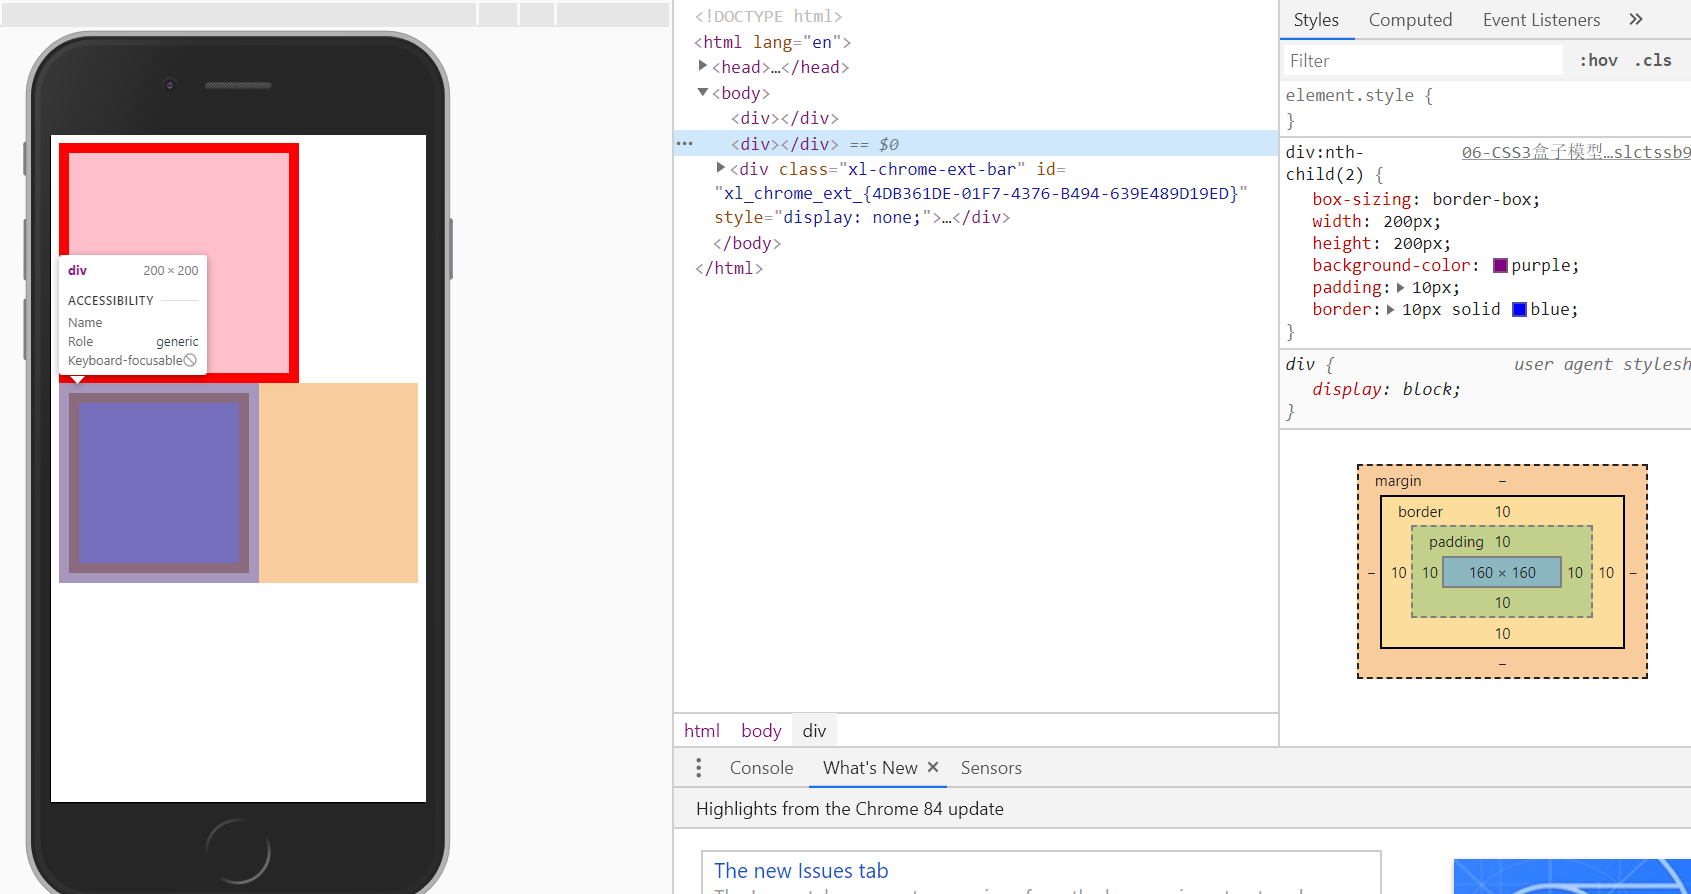 <!DOCTYPE html>
<html lang="en">
<head>…</head>
<body>
<div></div>
<div></div> == $0
<div class="xl-chrome-ext-bar" id=
"xl_chrome_ext_{4DB361DE-01F7-4376-B494-639E489D19ED}"
style="display: none;">…</div>
</body>
</html>
html body div
Styles Computed Event Listeners »
Filter :hov .cls
element.style {
}
div:nth- 06-CSS3盒子模型…slctssb9
child(2) {
box-sizing: border-box;
width: 200px;
height: 200px;
background-color: purple;
padding: 10px;
border: 10px solid blue;
}
div { user agent stylesh
display: block;
}
margin –
border 10
padding 10
– 10 10 160 × 160 10 10 –
10
10
–
div 200 × 200
ACCESSIBILITY
Name
Role generic
Keyboard-focusable
Console What's New × Sensors
Highlights from the Chrome 84 update
The new Issues tab